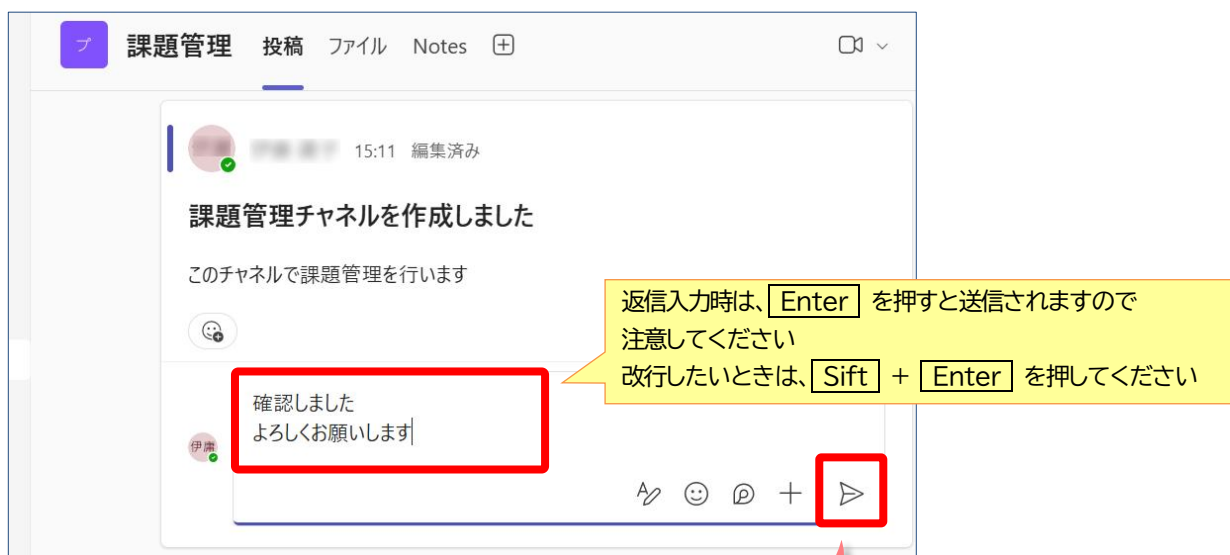 プ 課題管理 投稿 ファイル Notes
15:11 編集済み
課題管理チャネルを作成しました
このチャネルで課題管理を行います
返信入力時は、Enter を押すと送信されますので
注意してください
改行したいときは、Sift + Enter を押してください
確認しました
よろしくお願いします
伊庸